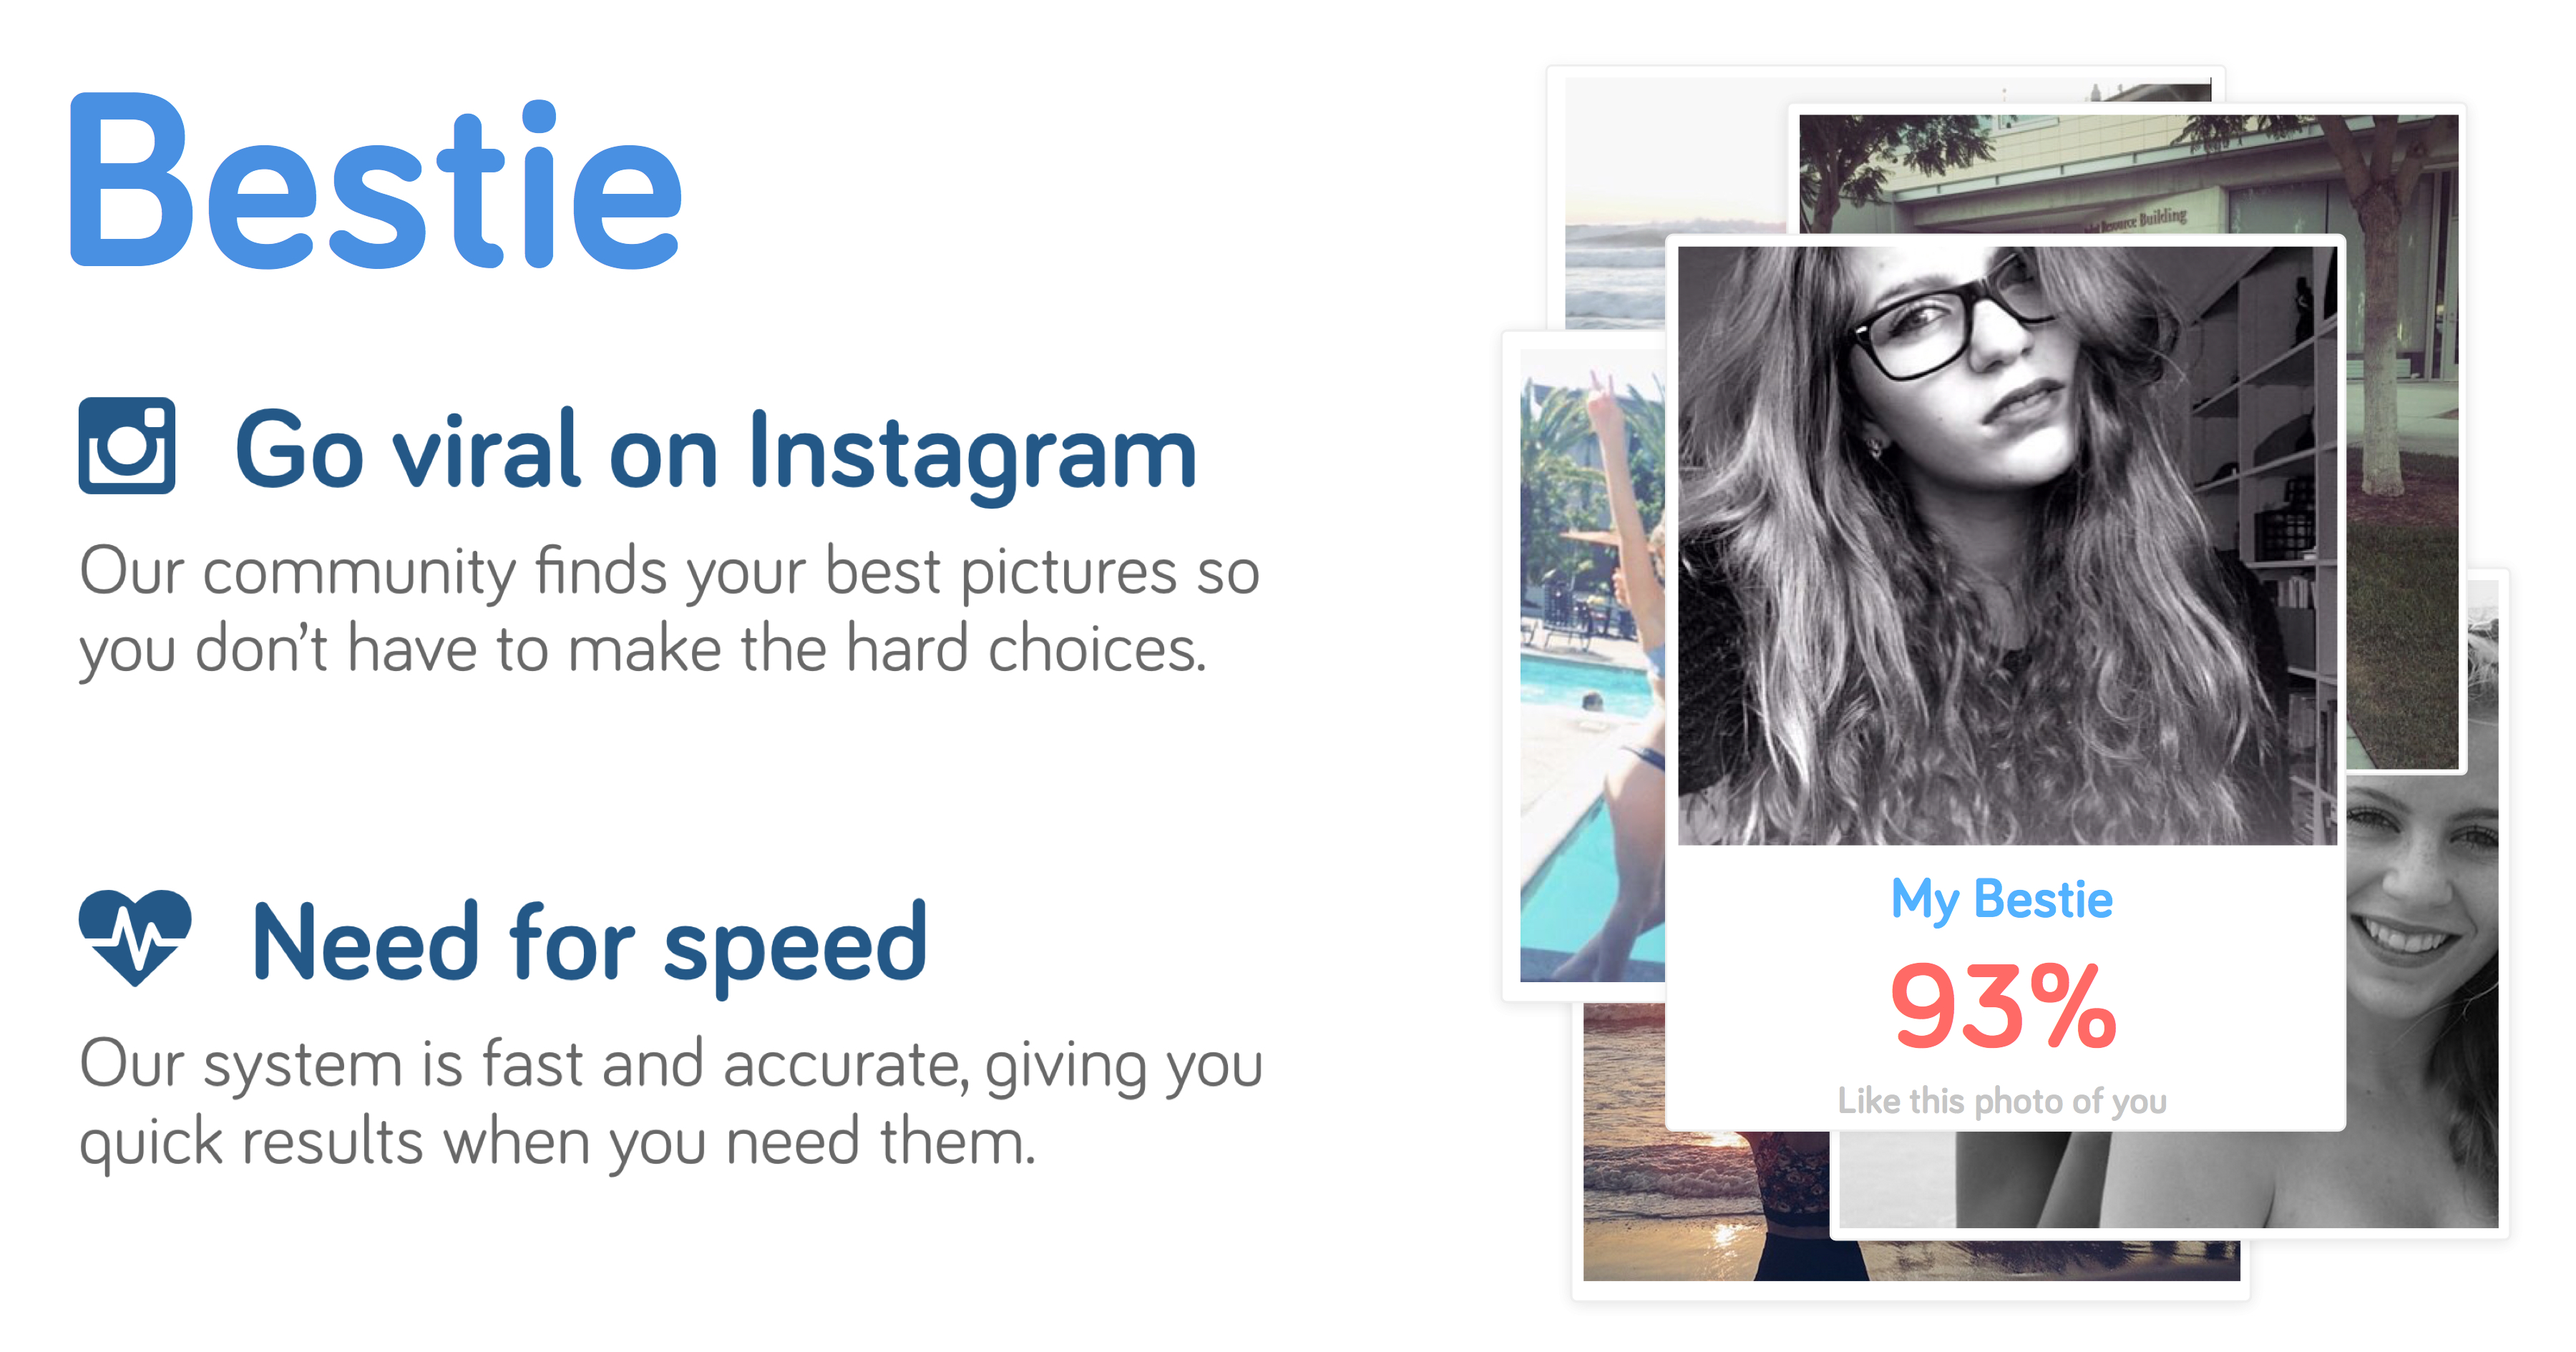 Bestie
Go viral on Instagram
Our community finds your best pictures so
you don’t have to make the hard choices.
Need for speed
Our system is fast and accurate, giving you
quick results when you need them.
Resource Building
My Bestie
93%
Like this photo of you